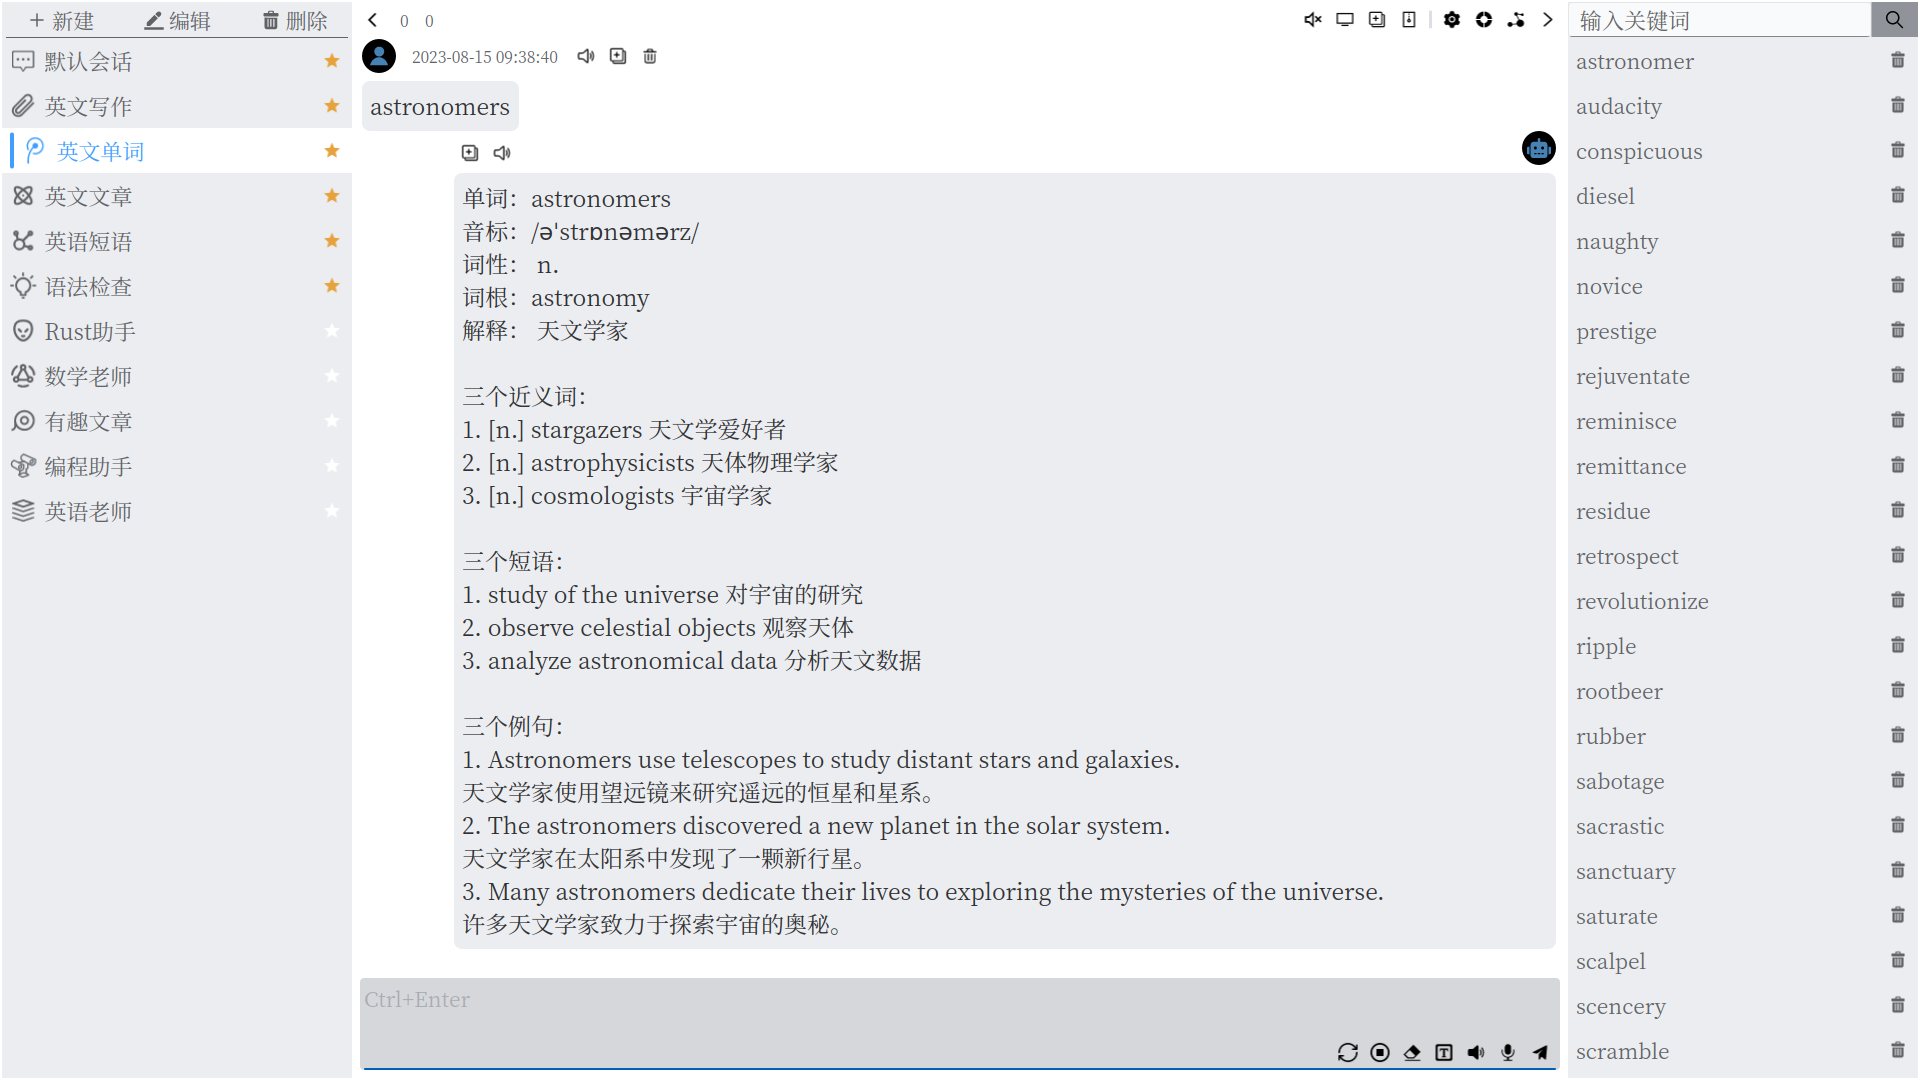 新建 编辑 删除
默认会话
英文写作
英文单词
英文文章
英语短语
语法检查
Rust助手
数学老师
有趣文章
编程助手
英语老师
0 0
2023-08-15 09:38:40
astronomers
单词：astronomers
音标：/ə'strɒnəmərz/
词性： n.
词根：astronomy
解释： 天文学家
三个近义词：
1. [n.] stargazers 天文学爱好者
2. [n.] astrophysicists 天体物理学家
3. [n.] cosmologists 宇宙学家
三个短语：
1. study of the universe 对宇宙的研究
2. observe celestial objects 观察天体
3. analyze astronomical data 分析天文数据
三个例句：
1. Astronomers use telescopes to study distant stars and galaxies.
天文学家使用望远镜来研究遥远的恒星和星系。
2. The astronomers discovered a new planet in the solar system.
天文学家在太阳系中发现了一颗新行星。
3. Many astronomers dedicate their lives to exploring the mysteries of the universe.
许多天文学家致力于探索宇宙的奥秘。
Ctrl+Enter
输入关键词
astronomer
audacity
conspicuous
diesel
naughty
novice
prestige
rejuventate
reminisce
remittance
residue
retrospect
revolutionize
ripple
rootbeer
rubber
sabotage
sacrastic
sanctuary
saturate
scalpel
scencery
scramble